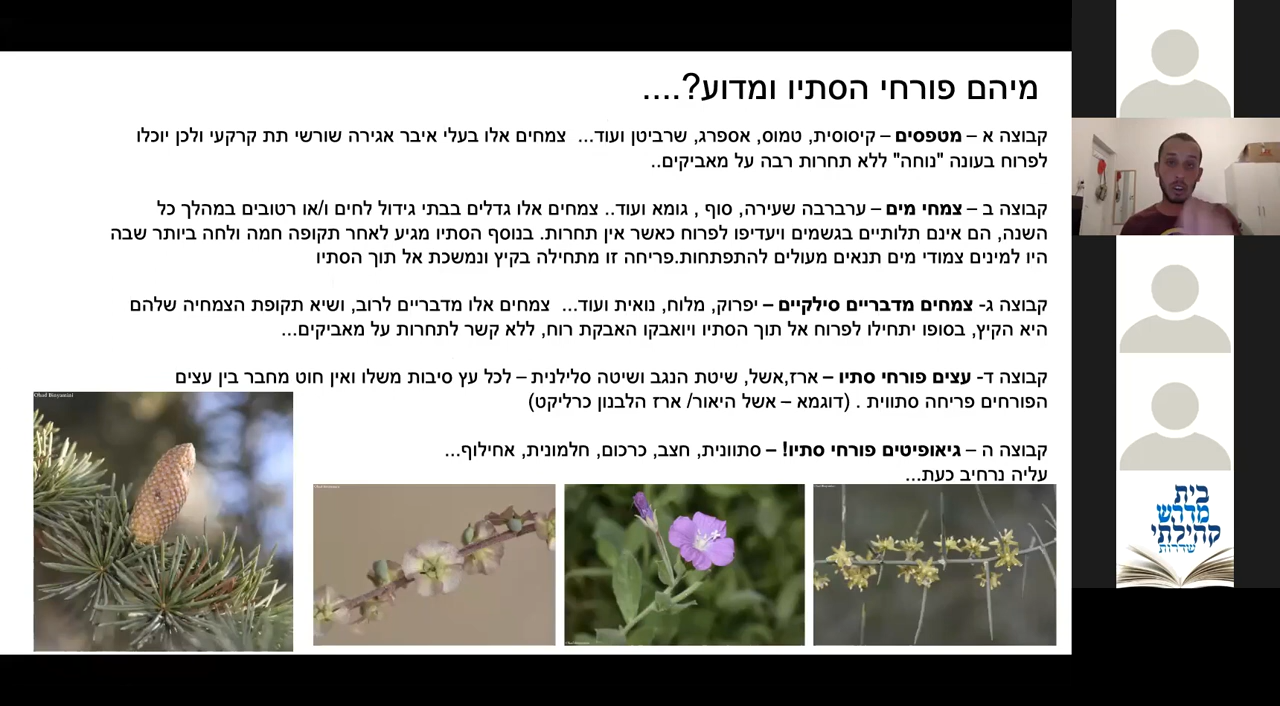 מיהם פורחי הסתיו ומדוע?....
קבוצה א – מטפסים – קיסוסית, טמוס, אספרג, שרביטן ועוד... צמחים אלו בעלי איבר אגירה שורשי תת קרקעי ולכן יוכלו
לפרוח בעונה "נוחה" ללא תחרות רבה על מאביקים..
קבוצה ב – צמחי מים – ערברבה שעירה, סוף , גומא ועוד.. צמחים אלו גדלים בבתי גידול לחים ו/או רטובים במהלך כל
השנה, הם אינם תלותיים בגשמים ויעדיפו לפרוח כאשר אין תחרות. בנוסף הסתיו מגיע לאחר תקופה חמה ולחה ביותר שבה
היו למינים צמודי מים תנאים מעולים להתפתחות.פריחה זו מתחילה בקיץ ונמשכת אל תוך הסתיו
קבוצה ג- צמחים מדבריים סילקיים – יפרוק, מלוח, נואית ועוד... צמחים אלו מדבריים לרוב, ושיא תקופת הצמחיה שלהם
היא הקיץ, בסופו יתחילו לפרוח אל תוך הסתיו ויואבקו האבקת רוח, ללא קשר לתחרות על מאביקים...
קבוצה ד- עצים פורחי סתיו – ארז,אשל, שיטת הנגב ושיטה סלילנית – לכל עץ סיבות משלו ואין חוט מחבר בין עצים
הפורחים פריחה סתווית . (דוגמא – אשל היאור/ ארז הלבנון כרליקט)
קבוצה ה – גיאופיטים פורחי סתיו! – סתוונית, חצב, כרכום, חלמונית, אחילוף...
עליה נרחיב כעת...
Ohad Binyamini
בית
מדרש
קהילתי
שדרות